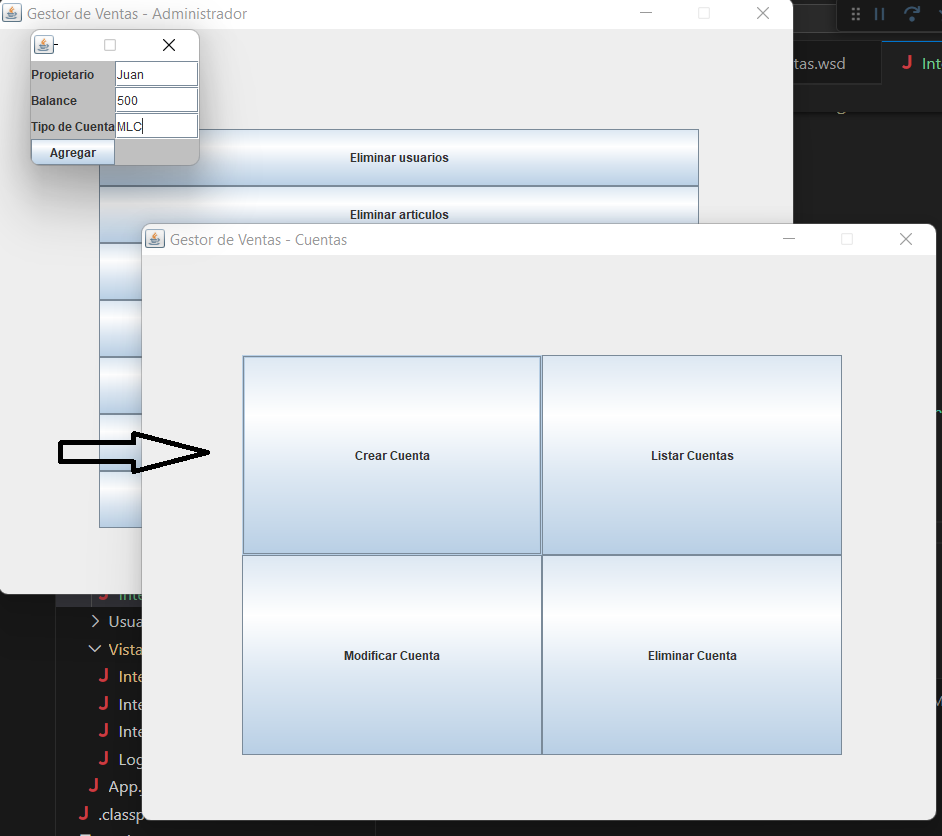 Gestor de Ventas - Administrador
-
Propietario Juan
Balance 500
Tipo de Cuenta MLC
Agregar
Eliminar usuarios
Eliminar articulos
tas.wsd
Inte
Gestor de Ventas - Cuentas
Crear Cuenta
Listar Cuentas
Modificar Cuenta
Eliminar Cuenta
Inte
Usua
Vista
Inte
Inte
Inte
Log
App.
.classp